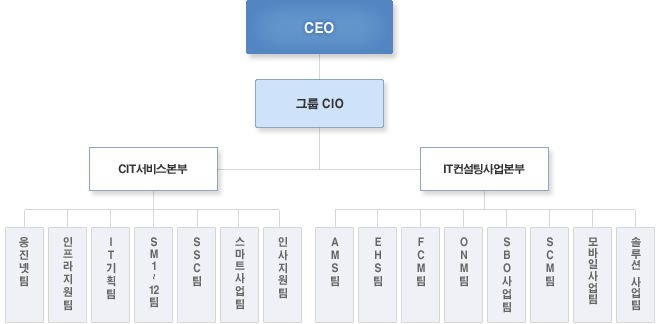 CEO
그룹 CIO
CIT서비스본부
IT컨설팅사업본부
웅진넷팀
인프라지원팀
IT기획팀
SM1~12팀
SSC팀
스마트사업팀
인사지원팀
AMS팀
EHS팀
FCM팀
ONM팀
SBO사업팀
SCM팀
모바일사업팀
솔루션 사업팀